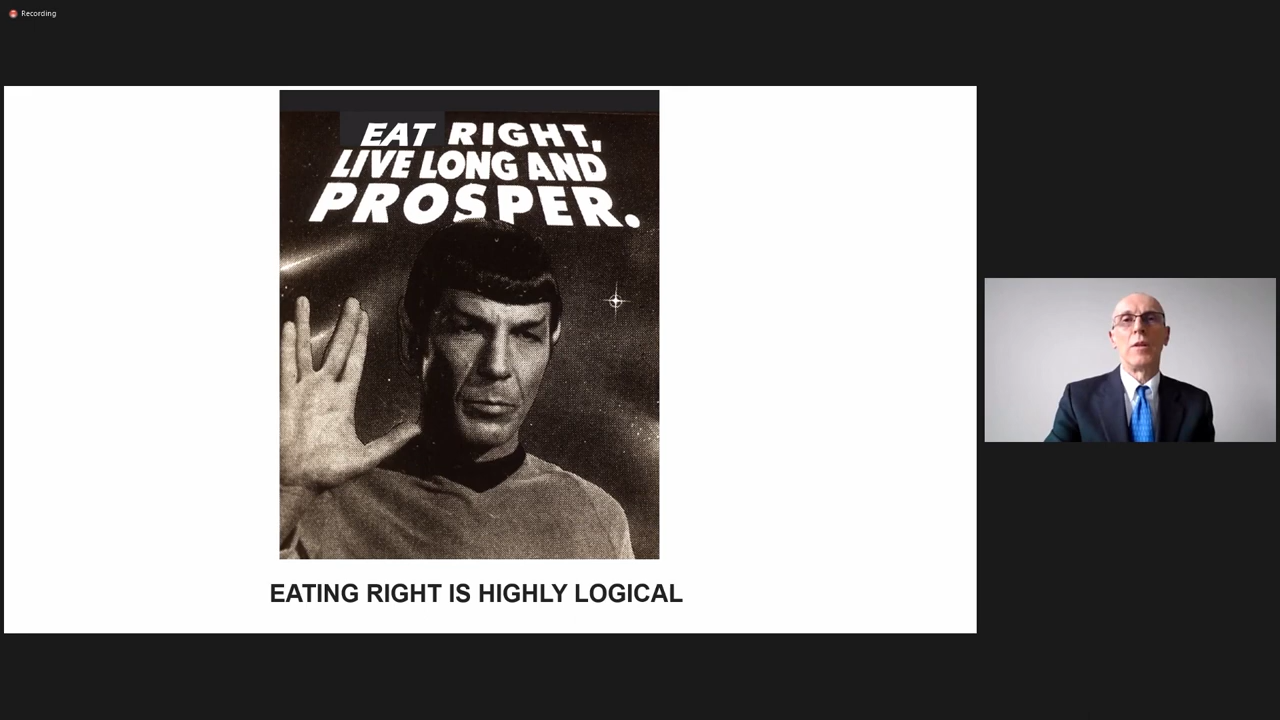 Recording
EAT RIGHT,
LIVE LONG AND
PROSPER.
EATING RIGHT IS HIGHLY LOGICAL